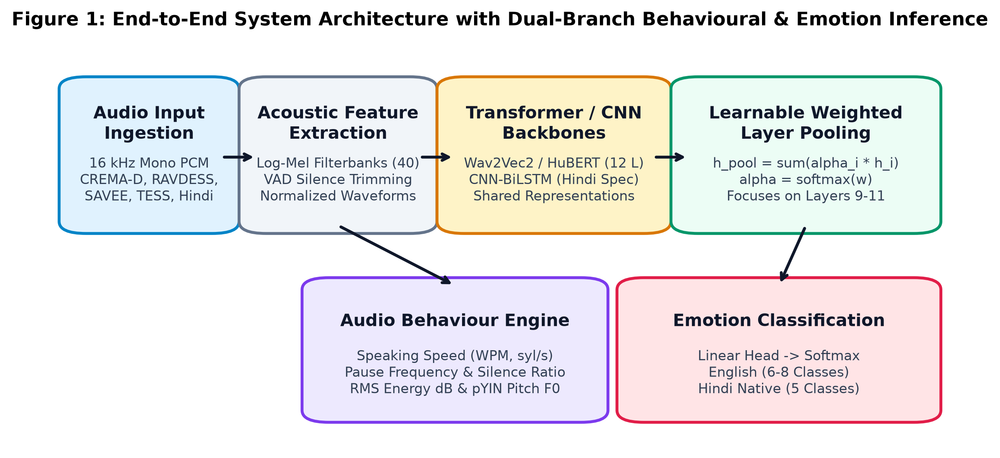 Figure 1: End-to-End System Architecture with Dual-Branch Behavioural & Emotion Inference
Audio Input
Ingestion
16 kHz Mono PCM
CREMA-D, RAVDESS,
SAVEE, TESS, Hindi
Acoustic Feature
Extraction
Log-Mel Filterbanks (40)
VAD Silence Trimming
Normalized Waveforms
Transformer / CNN
Backbones
Wav2Vec2 / HuBERT (12 L)
CNN-BiLSTM (Hindi Spec)
Shared Representations
Learnable Weighted
Layer Pooling
h_pool = sum(alpha_i * h_i)
alpha = softmax(w)
Focuses on Layers 9-11
Audio Behaviour Engine
Speaking Speed (WPM, syl/s)
Pause Frequency & Silence Ratio
RMS Energy dB & pYIN Pitch F0
Emotion Classification
Linear Head -> Softmax
English (6-8 Classes)
Hindi Native (5 Classes)